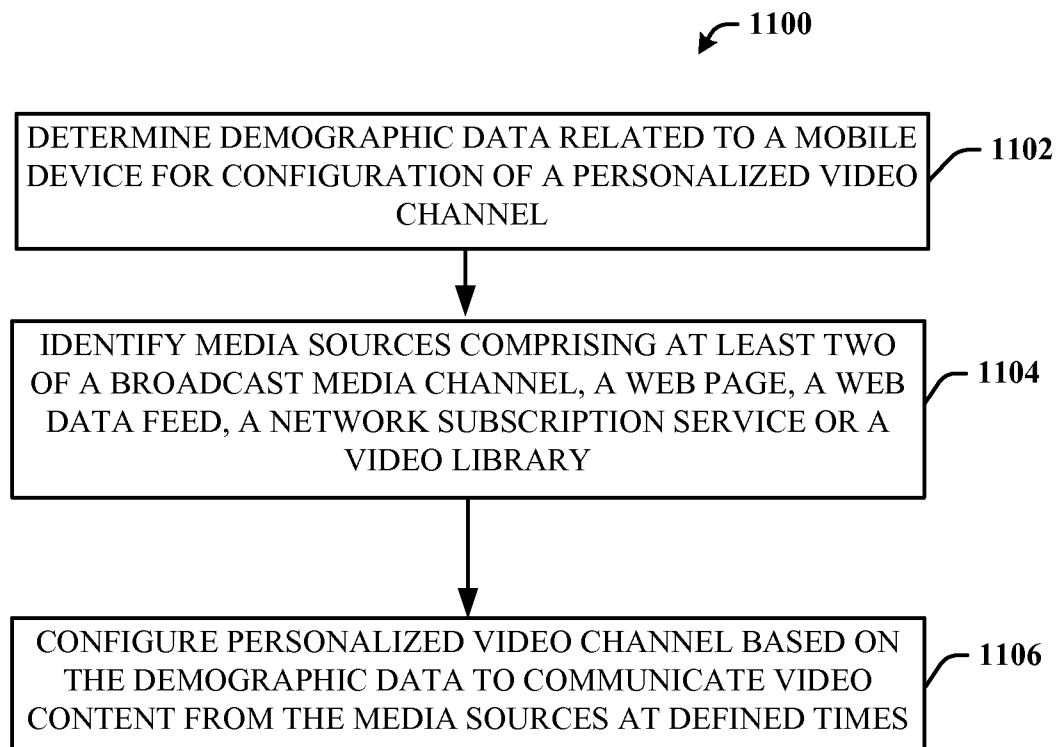 1100
DETERMINE DEMOGRAPHIC DATA RELATED TO A MOBILE
DEVICE FOR CONFIGURATION OF A PERSONALIZED VIDEO
CHANNEL
1102
IDENTIFY MEDIA SOURCES COMPRISING AT LEAST TWO
OF A BROADCAST MEDIA CHANNEL, A WEB PAGE, A WEB
DATA FEED, A NETWORK SUBSCRIPTION SERVICE OR A
VIDEO LIBRARY
1104
CONFIGURE PERSONALIZED VIDEO CHANNEL BASED ON
THE DEMOGRAPHIC DATA TO COMMUNICATE VIDEO
CONTENT FROM THE MEDIA SOURCES AT DEFINED TIMES
1106